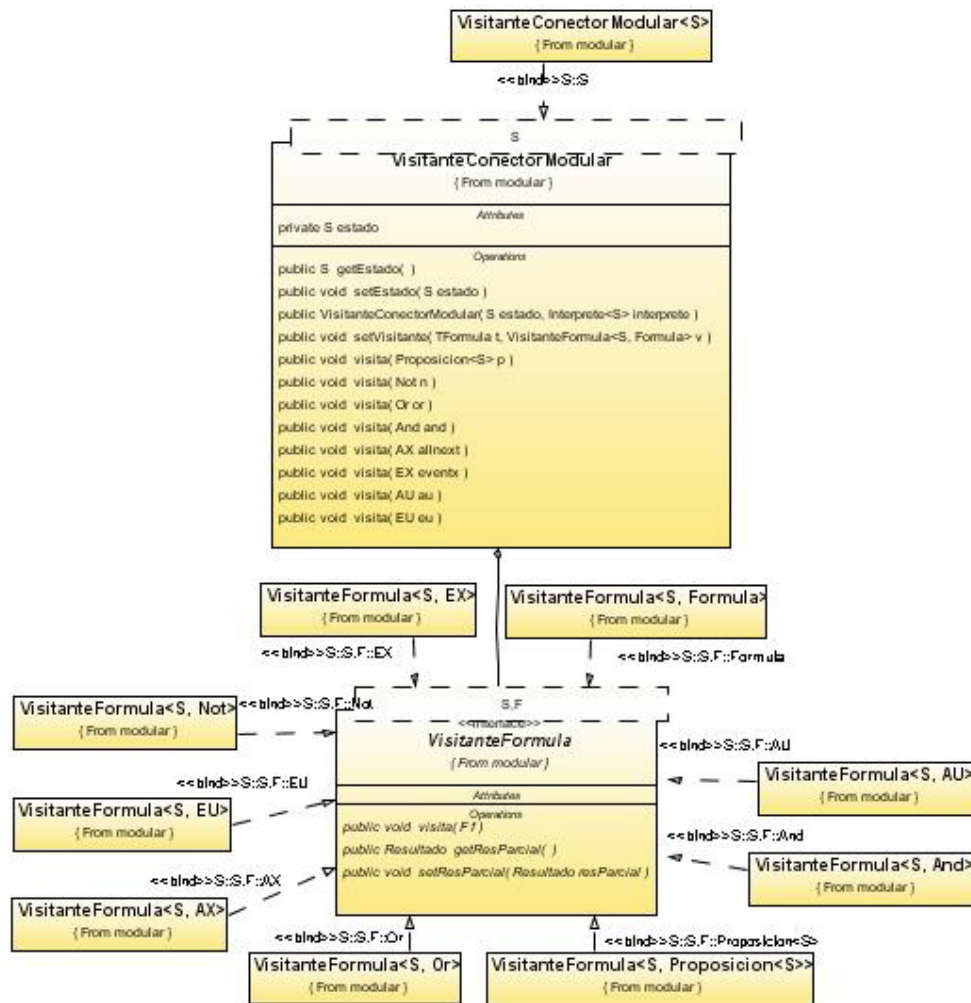 VisitanteConectorModular<S>
{ From modular }
<<bind>>S::S
S
VisitanteConectorModular
{ From modular }
Attributes
private S estado
Operations
public S getEstado( )
public void setEstado( S estado )
public VisitanteConectorModular( S estado, Interprete<S> interprete )
public void setVisitante( TFormula t, VisitanteFormula<S, Formula> v )
public void visita( Proposicion<S> p )
public void visita( Not n )
public void visita( Or or )
public void visita( And and )
public void visita( AX allnext )
public void visita( EX eventx )
public void visita( AU au )
public void visita( EU eu )
VisitanteFormula<S, EX>
{ From modular }
VisitanteFormula<S, Formula>
{ From modular }
<<bind>>S::S,F::EX
<<bind>>S::S,F::Formula
S,F
<<interface>>
VisitanteFormula
{ From modular }
Attributes
Operations
public void visita( F f )
public Resultado getResParcial( )
public void setResParcial( Resultado resParcial )
VisitanteFormula<S, Not>
{ From modular }
<<bind>>S::S,F::Not
<<bind>>S::S,F::AU
<<bind>>S::S,F::EU
VisitanteFormula<S, AU>
{ From modular }
VisitanteFormula<S, EU>
{ From modular }
<<bind>>S::S,F::And
VisitanteFormula<S, And>
{ From modular }
<<bind>>S::S,F::AX
VisitanteFormula<S, AX>
{ From modular }
<<bind>>S::S,F::Or
<<bind>>S::S,F::Proposicion<S>
VisitanteFormula<S, Or>
{ From modular }
VisitanteFormula<S, Proposicion<S>>
{ From modular }